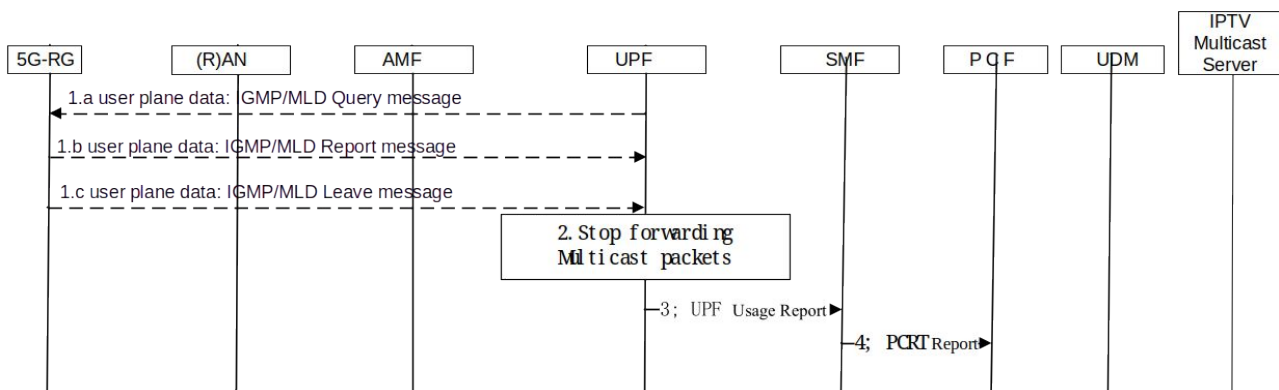 IPTV
Multicast
Server
5G-RG
(R)AN
AMF
UPF
SMF
P C F
UDM
1.a user plane data: IGMP/MLD Query message
1.b user plane data: IGMP/MLD Report message
1.c user plane data: IGMP/MLD Leave message
2. Stop forwarding
Multicast packets
3; UPF Usage Report
4; PCRT Report